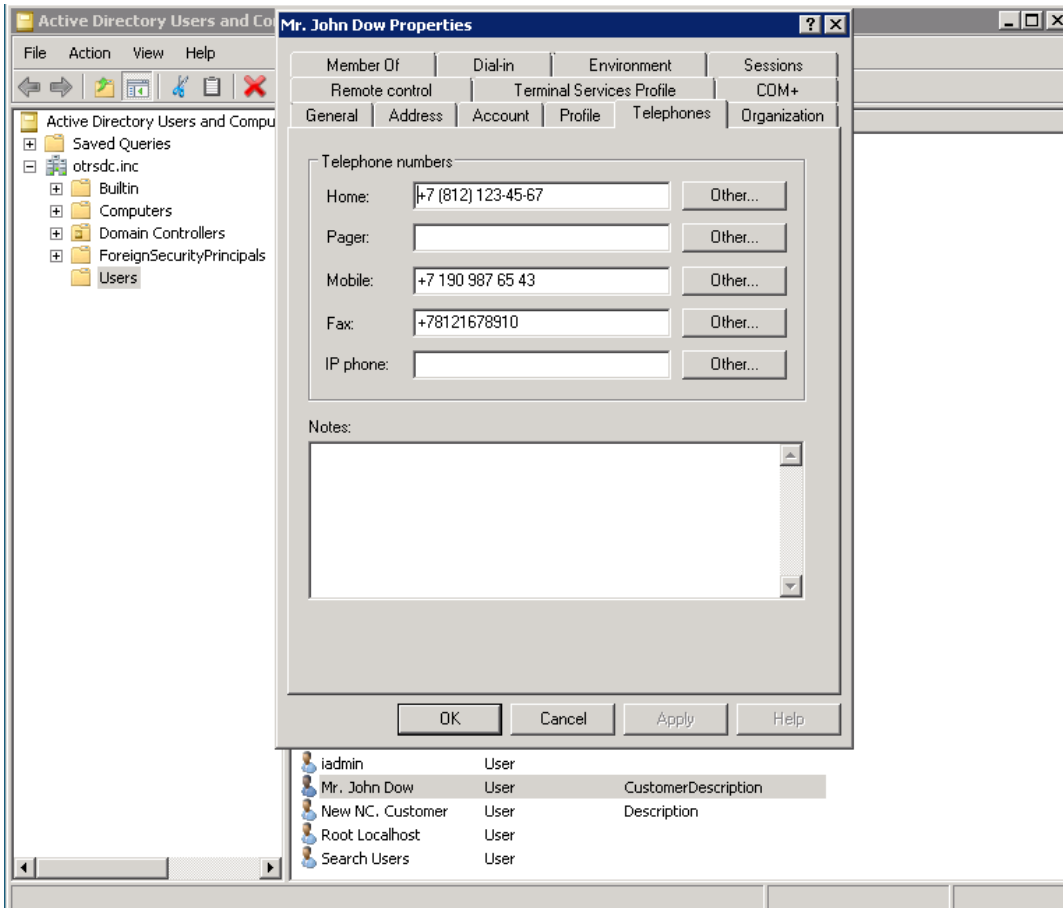 Active Directory Users and Co
Mr. John Dow Properties
File Action View Help
Member Of Dial-in Environment Sessions
Remote control Terminal Services Profile COM+
General Address Account Profile Telephones Organization
Active Directory Users and Compu
Saved Queries
otrsdc.inc
Builtin
Computers
Domain Controllers
ForeignSecurityPrincipals
Users
Telephone numbers
Home: +7 (812) 123-45-67 Other...
Pager: Other...
Mobile: +7 190 987 65 43 Other...
Fax: +78121678910 Other...
IP phone: Other...
Notes:
OK Cancel Apply Help
iadmin User
Mr. John Dow User CustomerDescription
New NC. Customer User Description
Root Localhost User
Search Users User